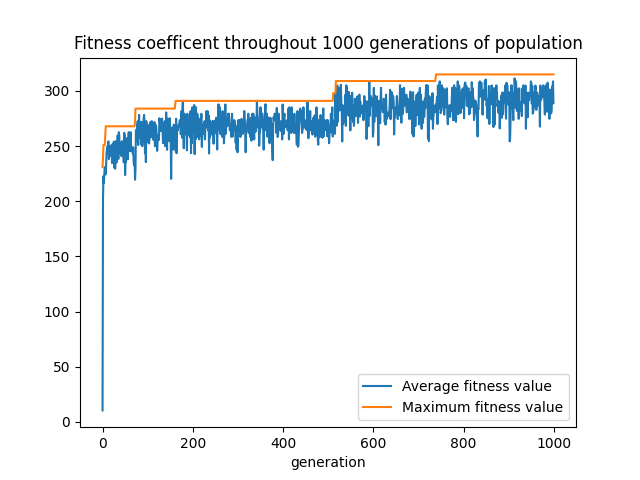 Fitness coefficent throughout 1000 generations of population
300
250
200
150
100
50
0
Average fitness value
Maximum fitness value
0 200 400 600 800 1000
generation